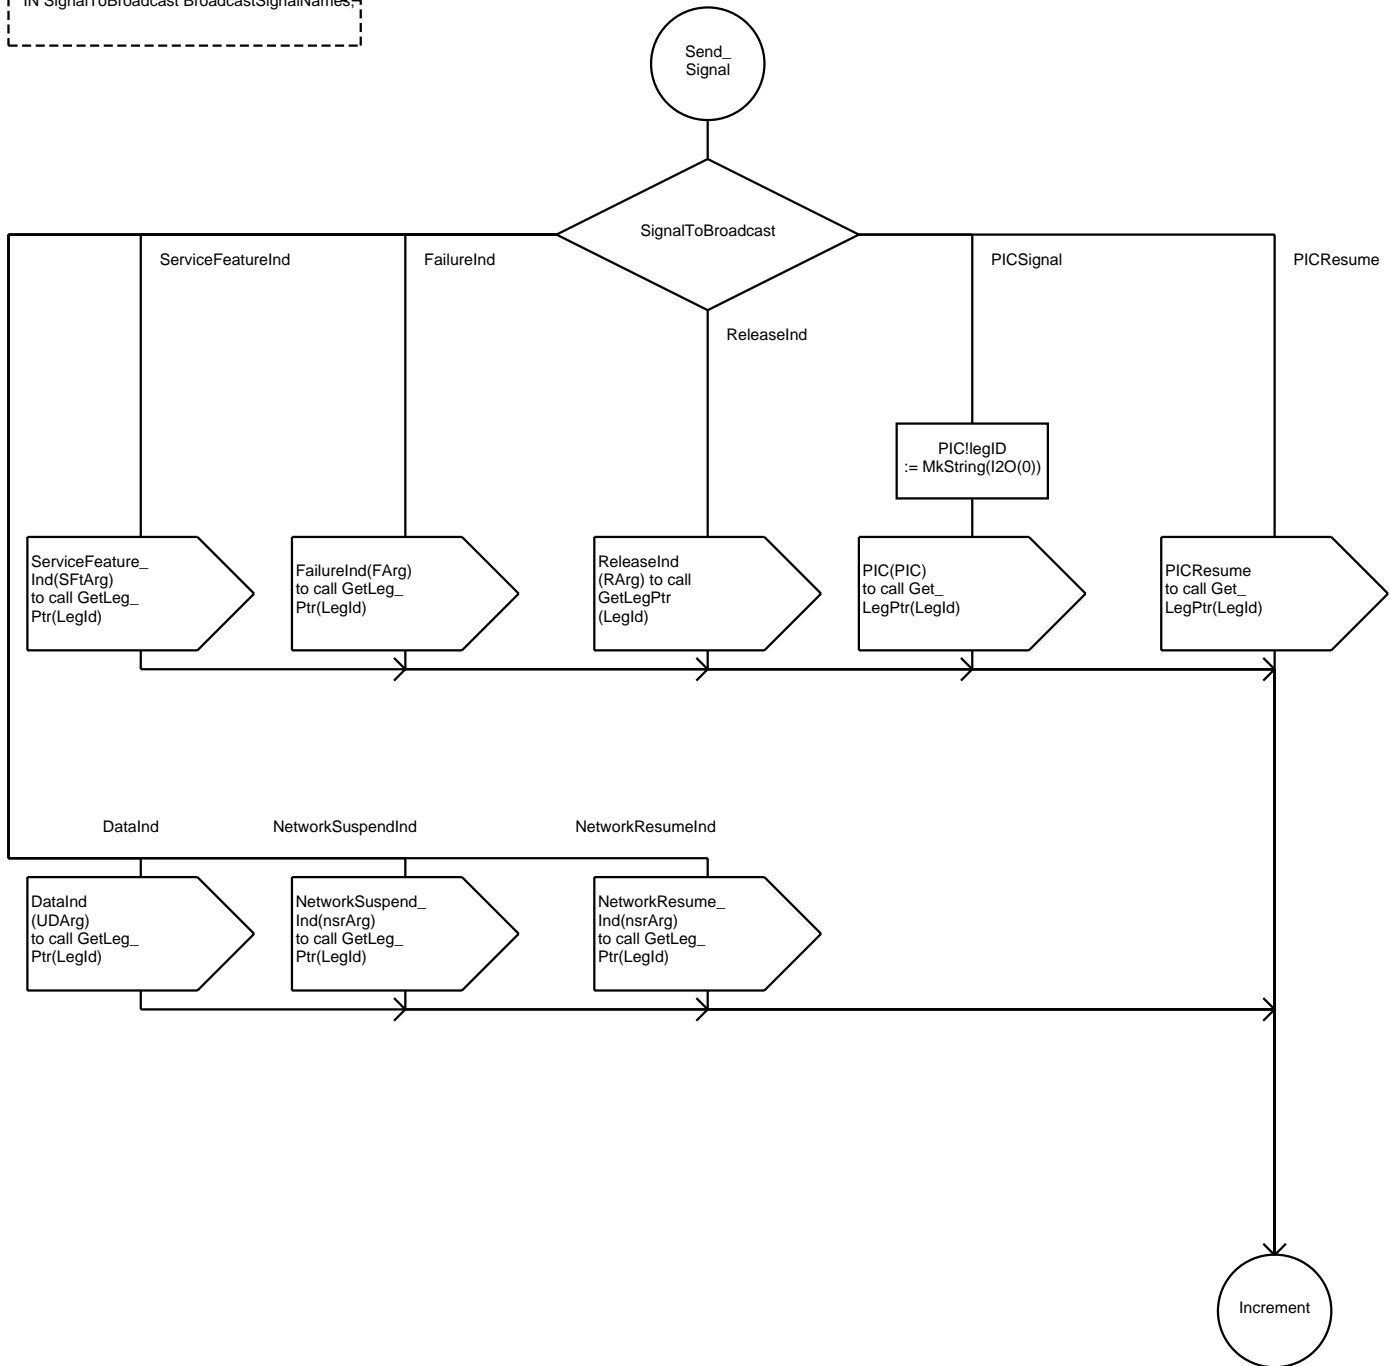 IN SignalToBroadcast BroadcastSignalNames;
Send_
Signal
SignalToBroadcast
ServiceFeatureInd
FailureInd
PICSignal
PICResume
ReleaseInd
PIC!legID
:= MkString(I2O(0))
ServiceFeature_
Ind(SFtArg)
to call GetLeg_
Ptr(LegId)
FailureInd(FArg)
to call GetLeg_
Ptr(LegId)
ReleaseInd
(RArg) to call
GetLegPtr
(LegId)
PIC(PIC)
to call Get_
LegPtr(LegId)
PICResume
to call Get_
LegPtr(LegId)
DataInd
NetworkSuspendInd
NetworkResumeInd
DataInd
(UDArg)
to call GetLeg_
Ptr(LegId)
NetworkSuspend_
Ind(nsrArg)
to call GetLeg_
Ptr(LegId)
NetworkResume_
Ind(nsrArg)
to call GetLeg_
Ptr(LegId)
Increment